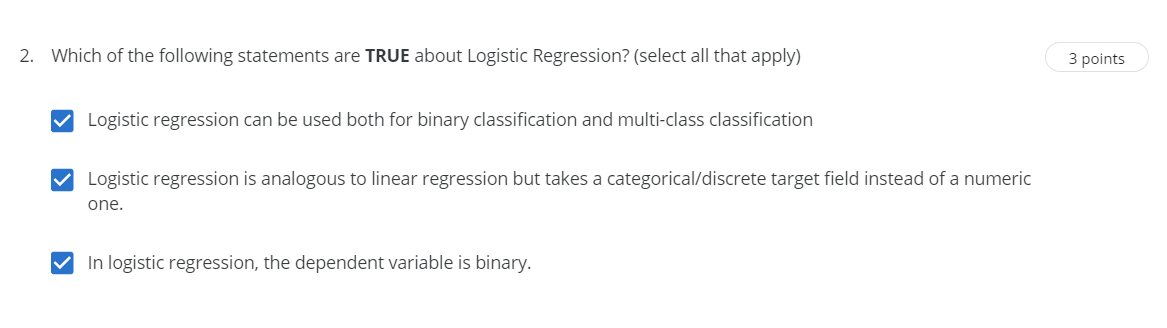 2. Which of the following statements are TRUE about Logistic Regression? (select all that apply)
3 points
Logistic regression can be used both for binary classification and multi-class classification
Logistic regression is analogous to linear regression but takes a categorical/discrete target field instead of a numeric
one.
In logistic regression, the dependent variable is binary.